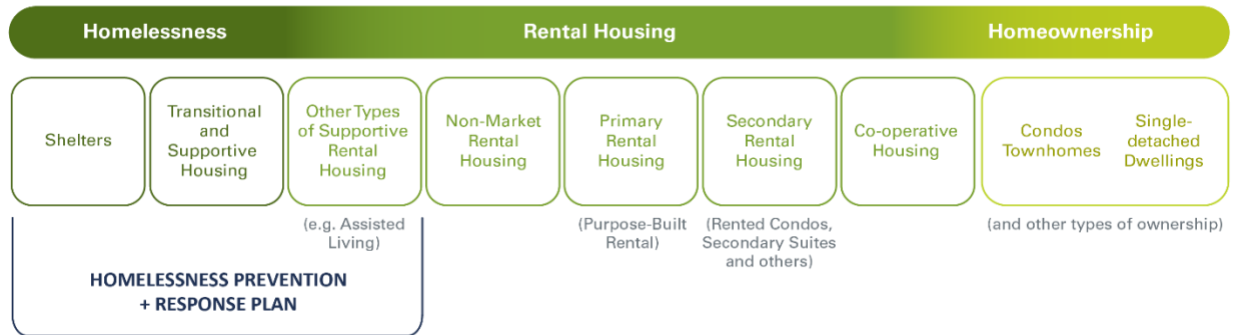 Homelessness
Rental Housing
Homeownership
Shelters
Transitional
and
Supportive
Housing
Other Types
of Supportive
Rental
Housing
Non-Market
Rental
Housing
Primary
Rental
Housing
Secondary
Rental
Housing
Co-operative
Housing
Condos
Townhomes
Single-
detached
Dwellings
(e.g. Assisted
Living)
(Purpose-Built
Rental)
(Rented Condos,
Secondary Suites
and others)
(and other types of ownership)
HOMELESSNESS PREVENTION
+ RESPONSE PLAN